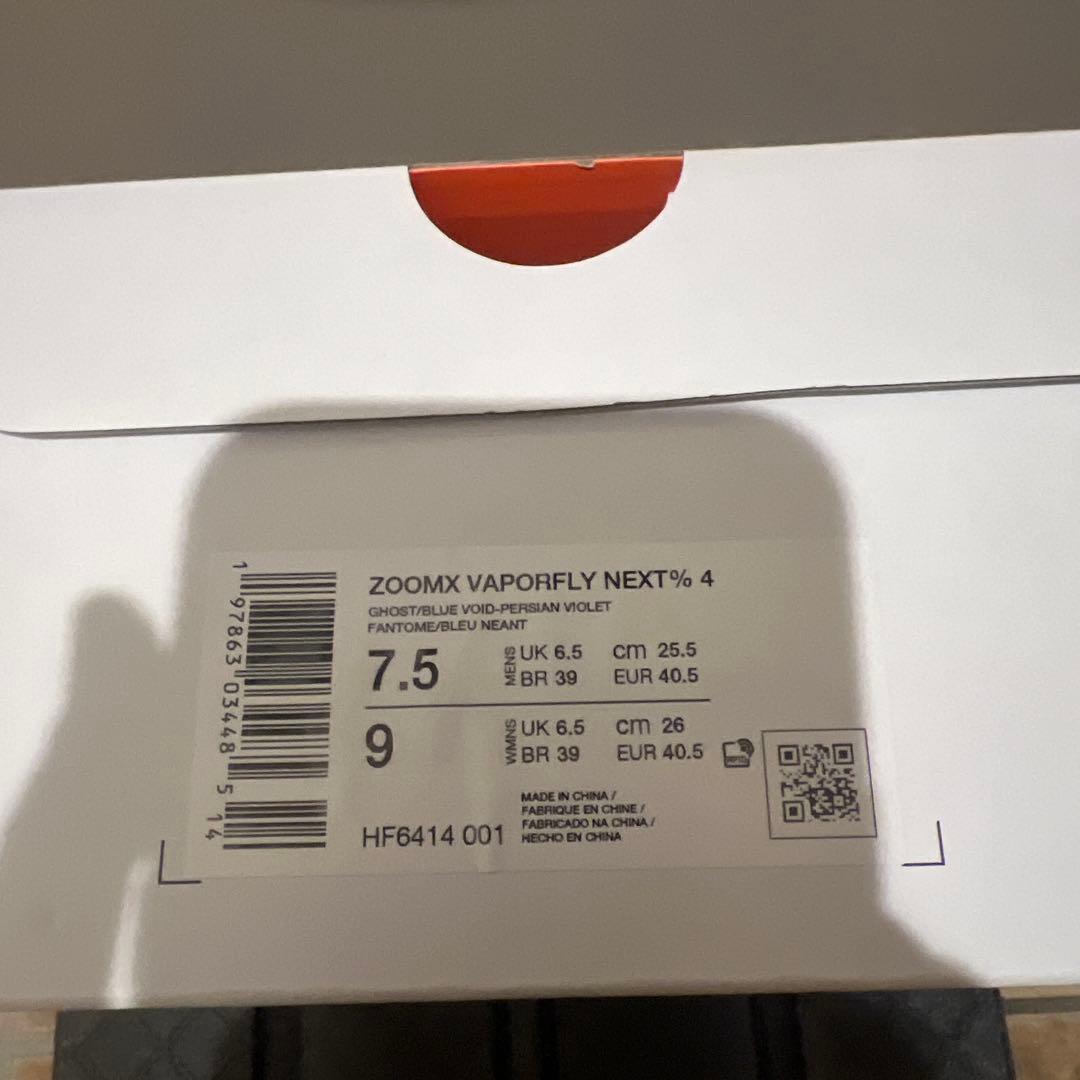 ZOOMX VAPORFLY NEXT% 4
GHOST/BLUE VOID-PERSIAN VIOLET
FANTOME/BLEU NEANT
7.5 MENS UK 6.5 cm 25.5
BR 39 EUR 40.5
9 WMNS UK 6.5 cm 26
BR 39 EUR 40.5
MADE IN CHINA /
FABRIQUE EN CHINE /
FABRICADO NA CHINA /
HECHO EN CHINA
HF6414 001
1 97863 03448 5 14